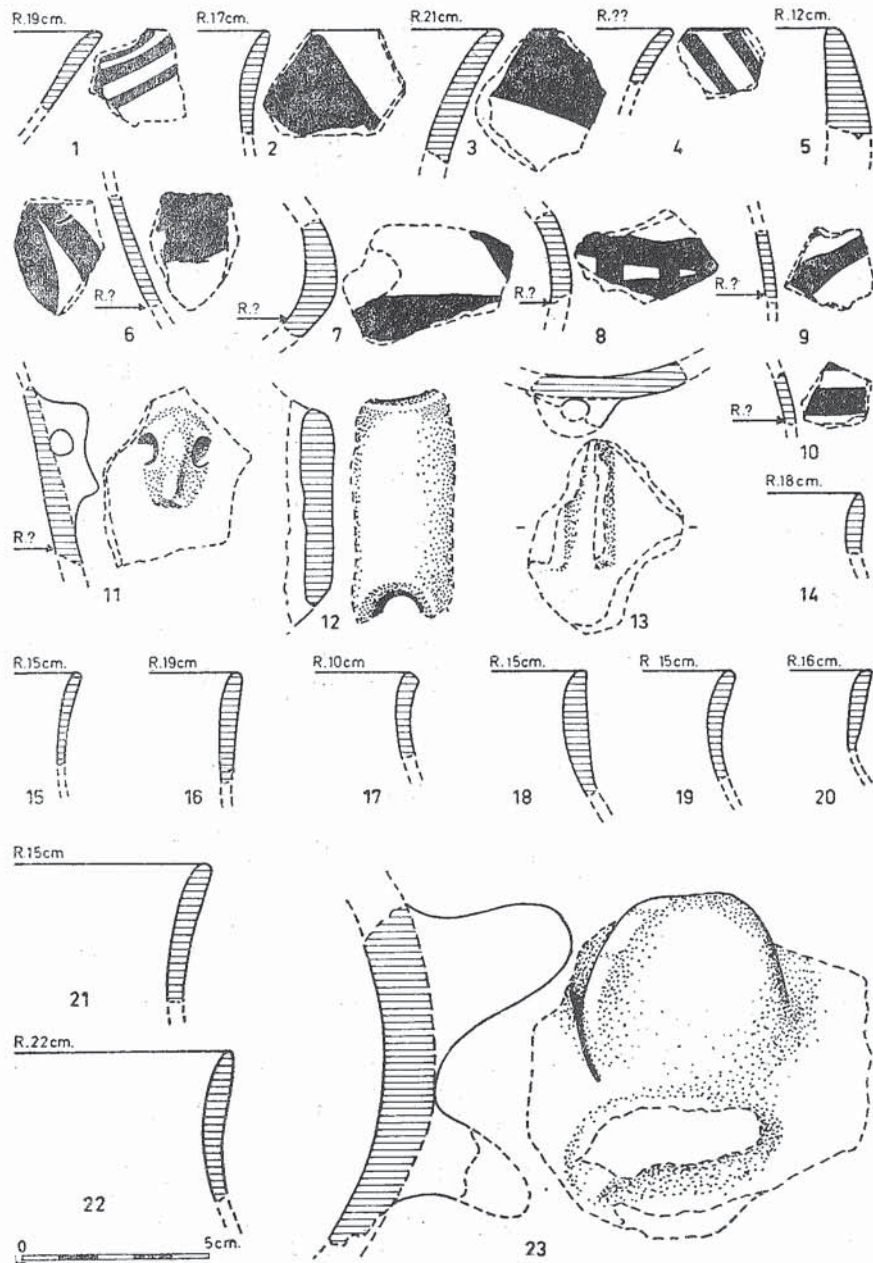 R.19cm. R.17cm. R.21cm. R.?? R.12cm.
1 2 3 4 5
R.? R.? R.? R.?
6 7 8 9
R.?
10
R.?
R.18cm.
11 12 13 14
R.15cm. R.19cm R.10cm R.15cm. R 15cm. R.16cm.
15 16 17 18 19 20
R.15cm
21
R.22cm.
22 23
0 5cm.